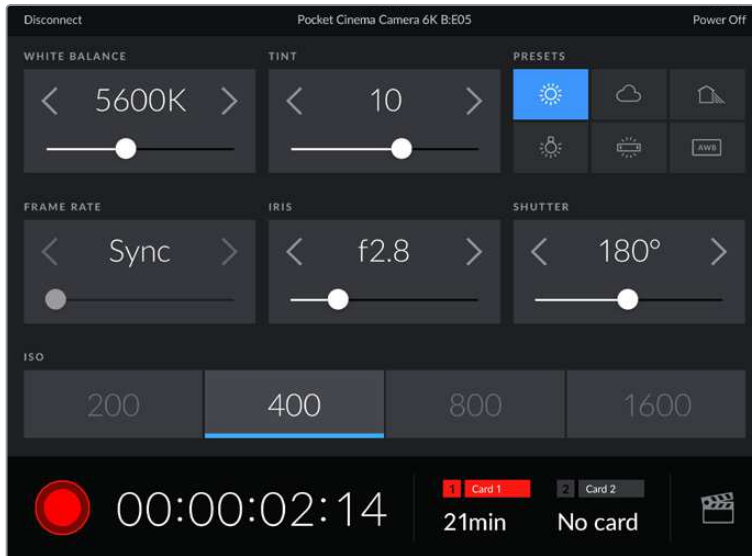 Disconnect Pocket Cinema Camera 6K B:E05 Power Off
WHITE BALANCE TINT PRESETS
5600K 10
AWB
FRAME RATE IRIS SHUTTER
Sync f2.8 180°
ISO
200 400 800 1600
1 Card 1 2 Card 2
00:00:02:14 21min No card